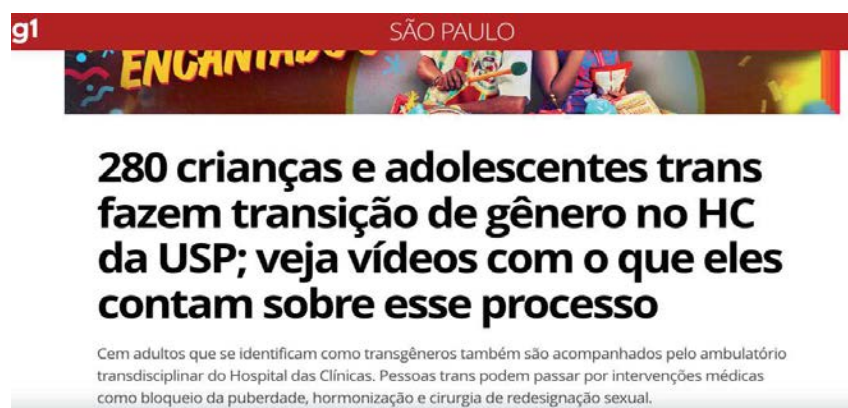 g1
SÃO PAULO
ENCANTADO
280 crianças e adolescentes trans
fazem transição de gênero no HC
da USP; veja vídeos com o que eles
contam sobre esse processo
Cem adultos que se identificam como transgêneros também são acompanhados pelo ambulatório
transdisciplinar do Hospital das Clínicas. Pessoas trans podem passar por intervenções médicas
como bloqueio da puberdade, hormonização e cirurgia de redesignação sexual.